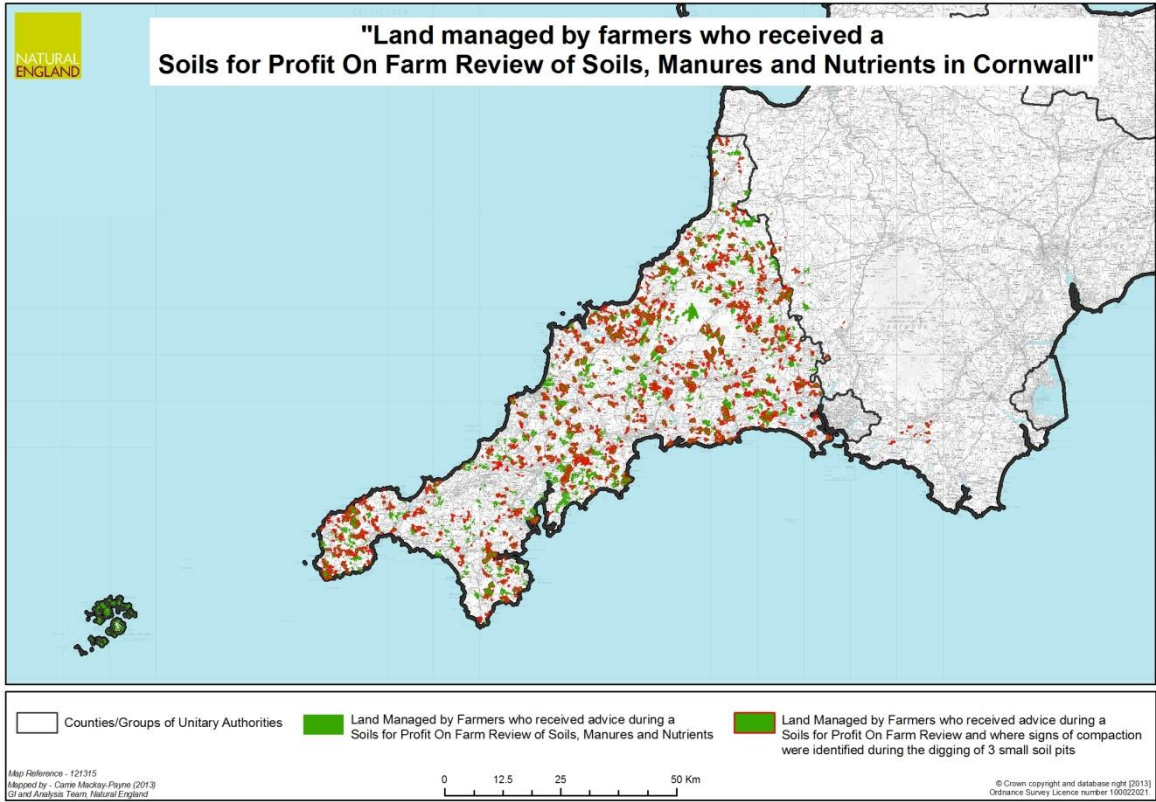 NATURAL
ENGLAND
"Land managed by farmers who received a
Soils for Profit On Farm Review of Soils, Manures and Nutrients in Cornwall"
Counties/Groups of Unitary Authorities
Land Managed by Farmers who received advice during a
Soils for Profit On Farm Review of Soils, Manures and Nutrients
Land Managed by Farmers who received advice during a
Soils for Profit On Farm Review and where signs of compaction
were identified during the digging of 3 small soil pits
Map Reference - 121315
Mapped by - Carrie Mackay-Payne (2013)
GI and Analysis Team, Natural England
0 12.5 25 50 Km
© Crown copyright and database right [2013]
Ordnance Survey Licence number 100022021.